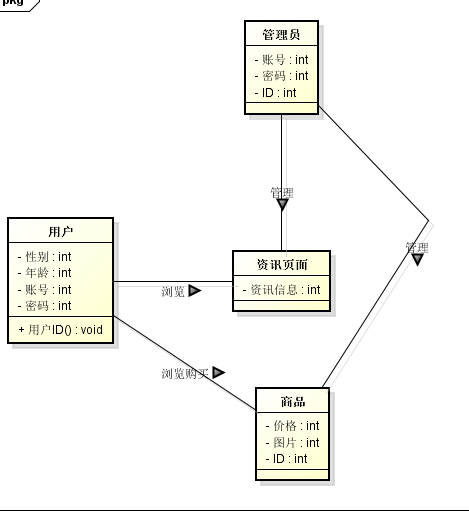 pkg
管理员
- 账号 : int
- 密码 : int
- ID : int
管理
用户
- 性别 : int
- 年龄 : int
- 账号 : int
- 密码 : int
+ 用户ID() : void
资讯页面
- 资讯信息 : int
管理
浏览
浏览购买
商品
- 价格 : int
- 图片 : int
- ID : int